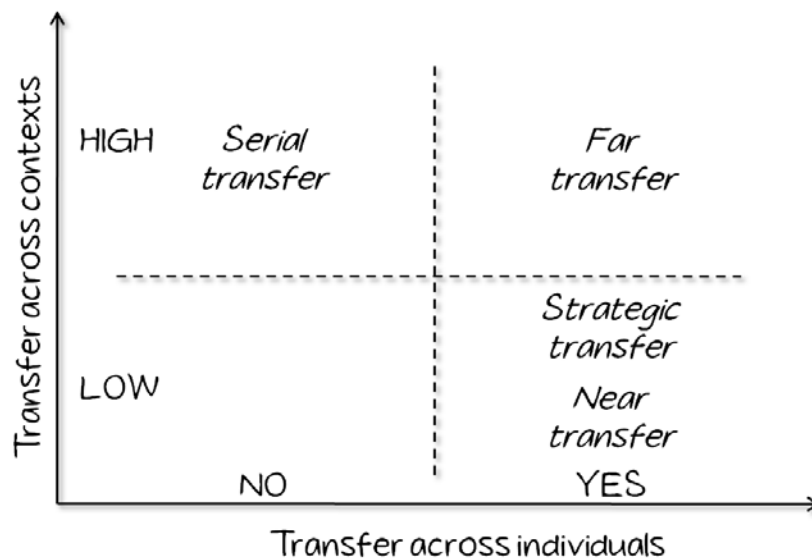 Transfer across contexts
HIGH
Serial
transfer
Far
transfer
Strategic
transfer
LOW
Near
transfer
NO
YES
Transfer across individuals